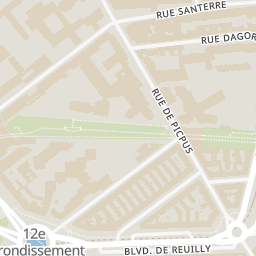 RUE SANTERRE
RUE DAGOR
RUE DE PICPUS
12e
rondissement
BLVD. DE REUILLY